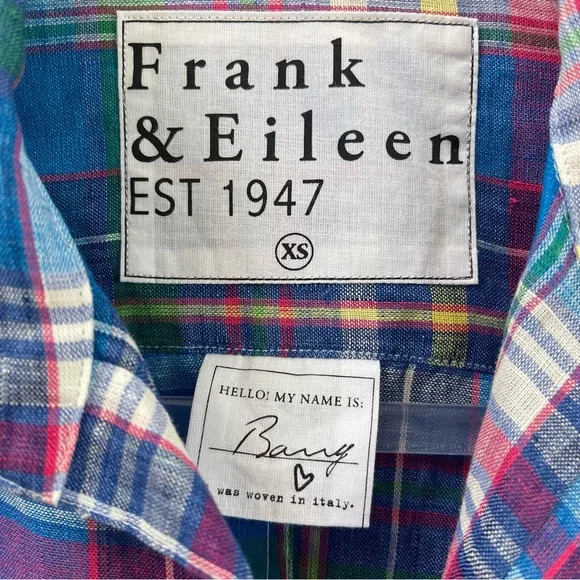 Frank
& Eileen
EST 1947
XS
HELLO! MY NAME IS:
Barry
was woven in italy.